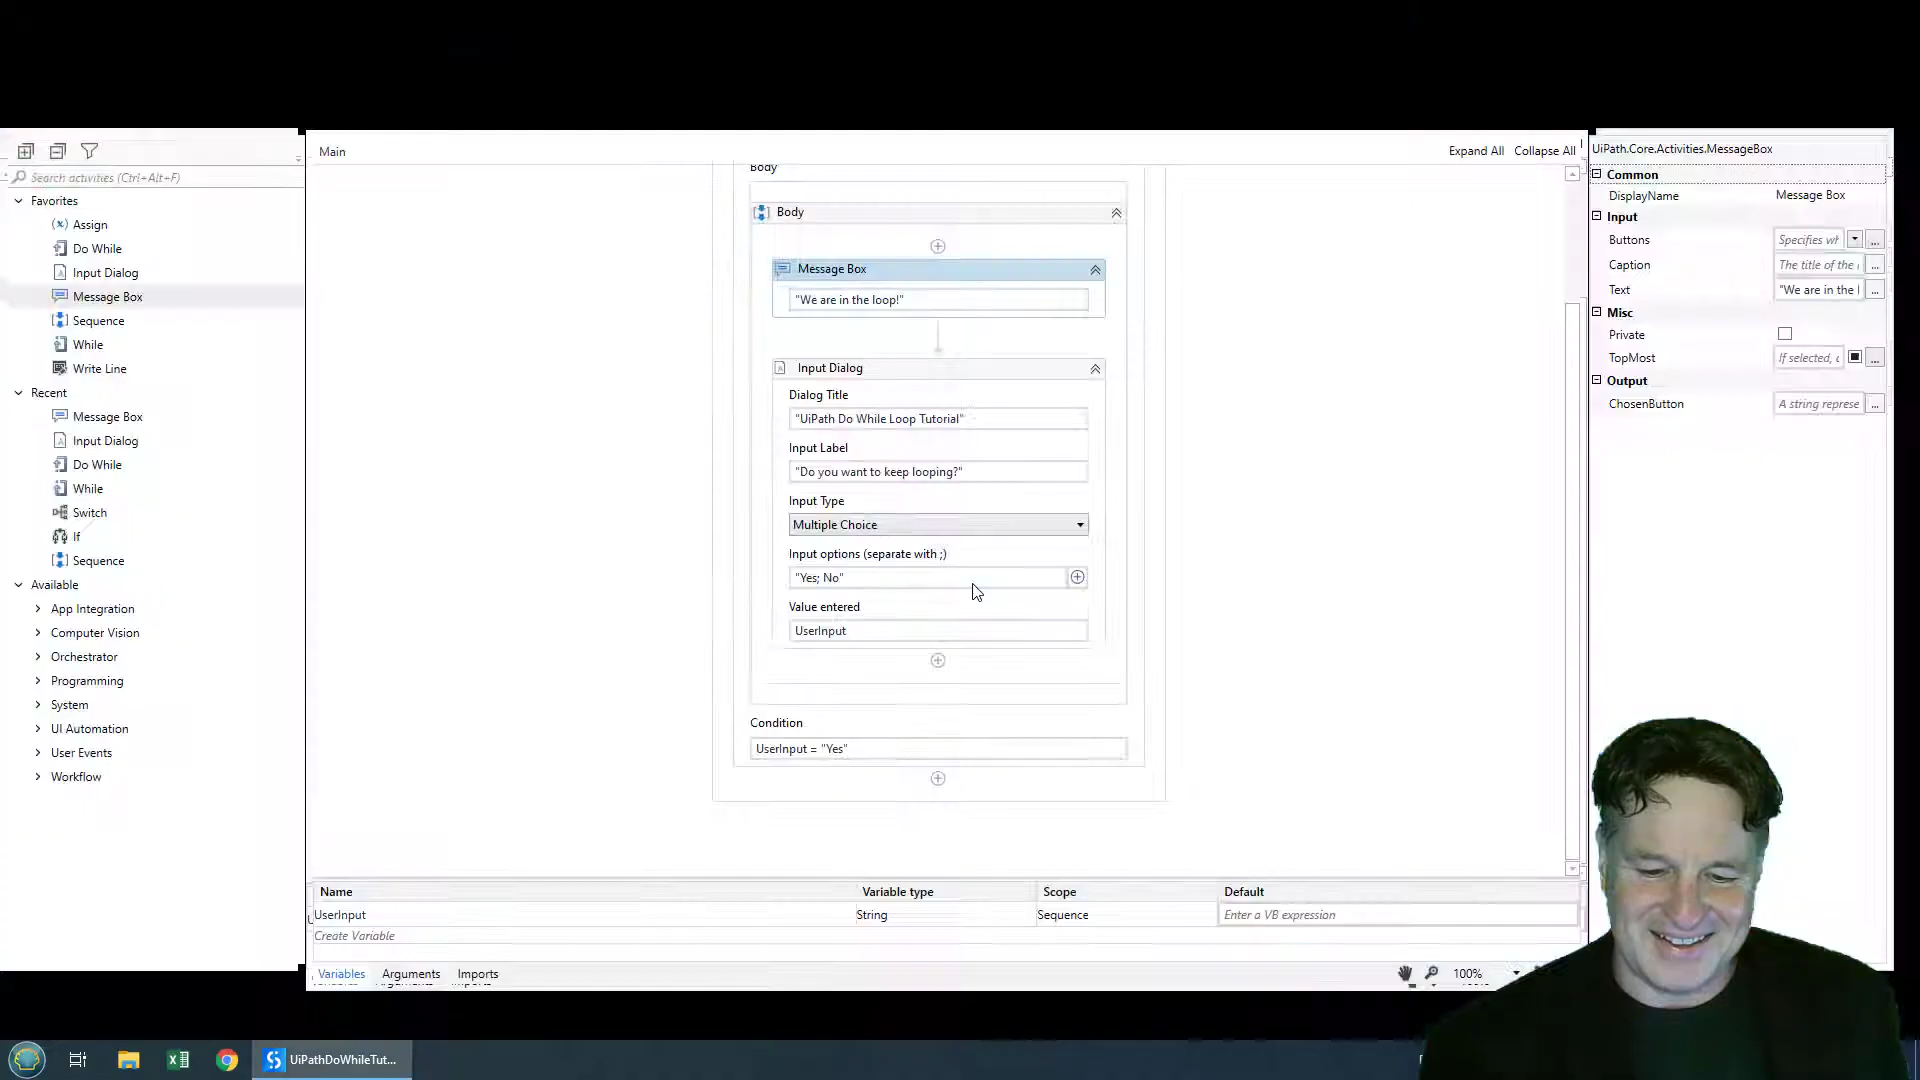 Main
Expand All
Collapse All
Search activities (Ctrl+Alt+F)
Favorites
Assign
Do While
Input Dialog
Message Box
Sequence
While
Write Line
Recent
Message Box
Input Dialog
Do While
While
Switch
If
Sequence
Available
App Integration
Computer Vision
Orchestrator
Programming
System
UI Automation
User Events
Workflow
Body
Body
Message Box
"We are in the loop!"
Input Dialog
Dialog Title
"UiPath Do While Loop Tutorial"
Input Label
"Do you want to keep looping?"
Input Type
Multiple Choice
Input options (separate with ;)
"Yes; No"
Value entered
UserInput
Condition
UserInput = "Yes"
Name Variable type Scope Default
UserInput String Sequence Enter a VB expression
Create Variable
Variables Arguments Imports
100%
UiPath.Core.Activities.MessageBox
Common
DisplayName Message Box
Input
Buttons Specifies wh ...
Caption The title of the ...
Text "We are in the l ...
Misc
Private
TopMost If selected, ...
Output
ChosenButton A string represe ...
UiPathDoWhileTut...